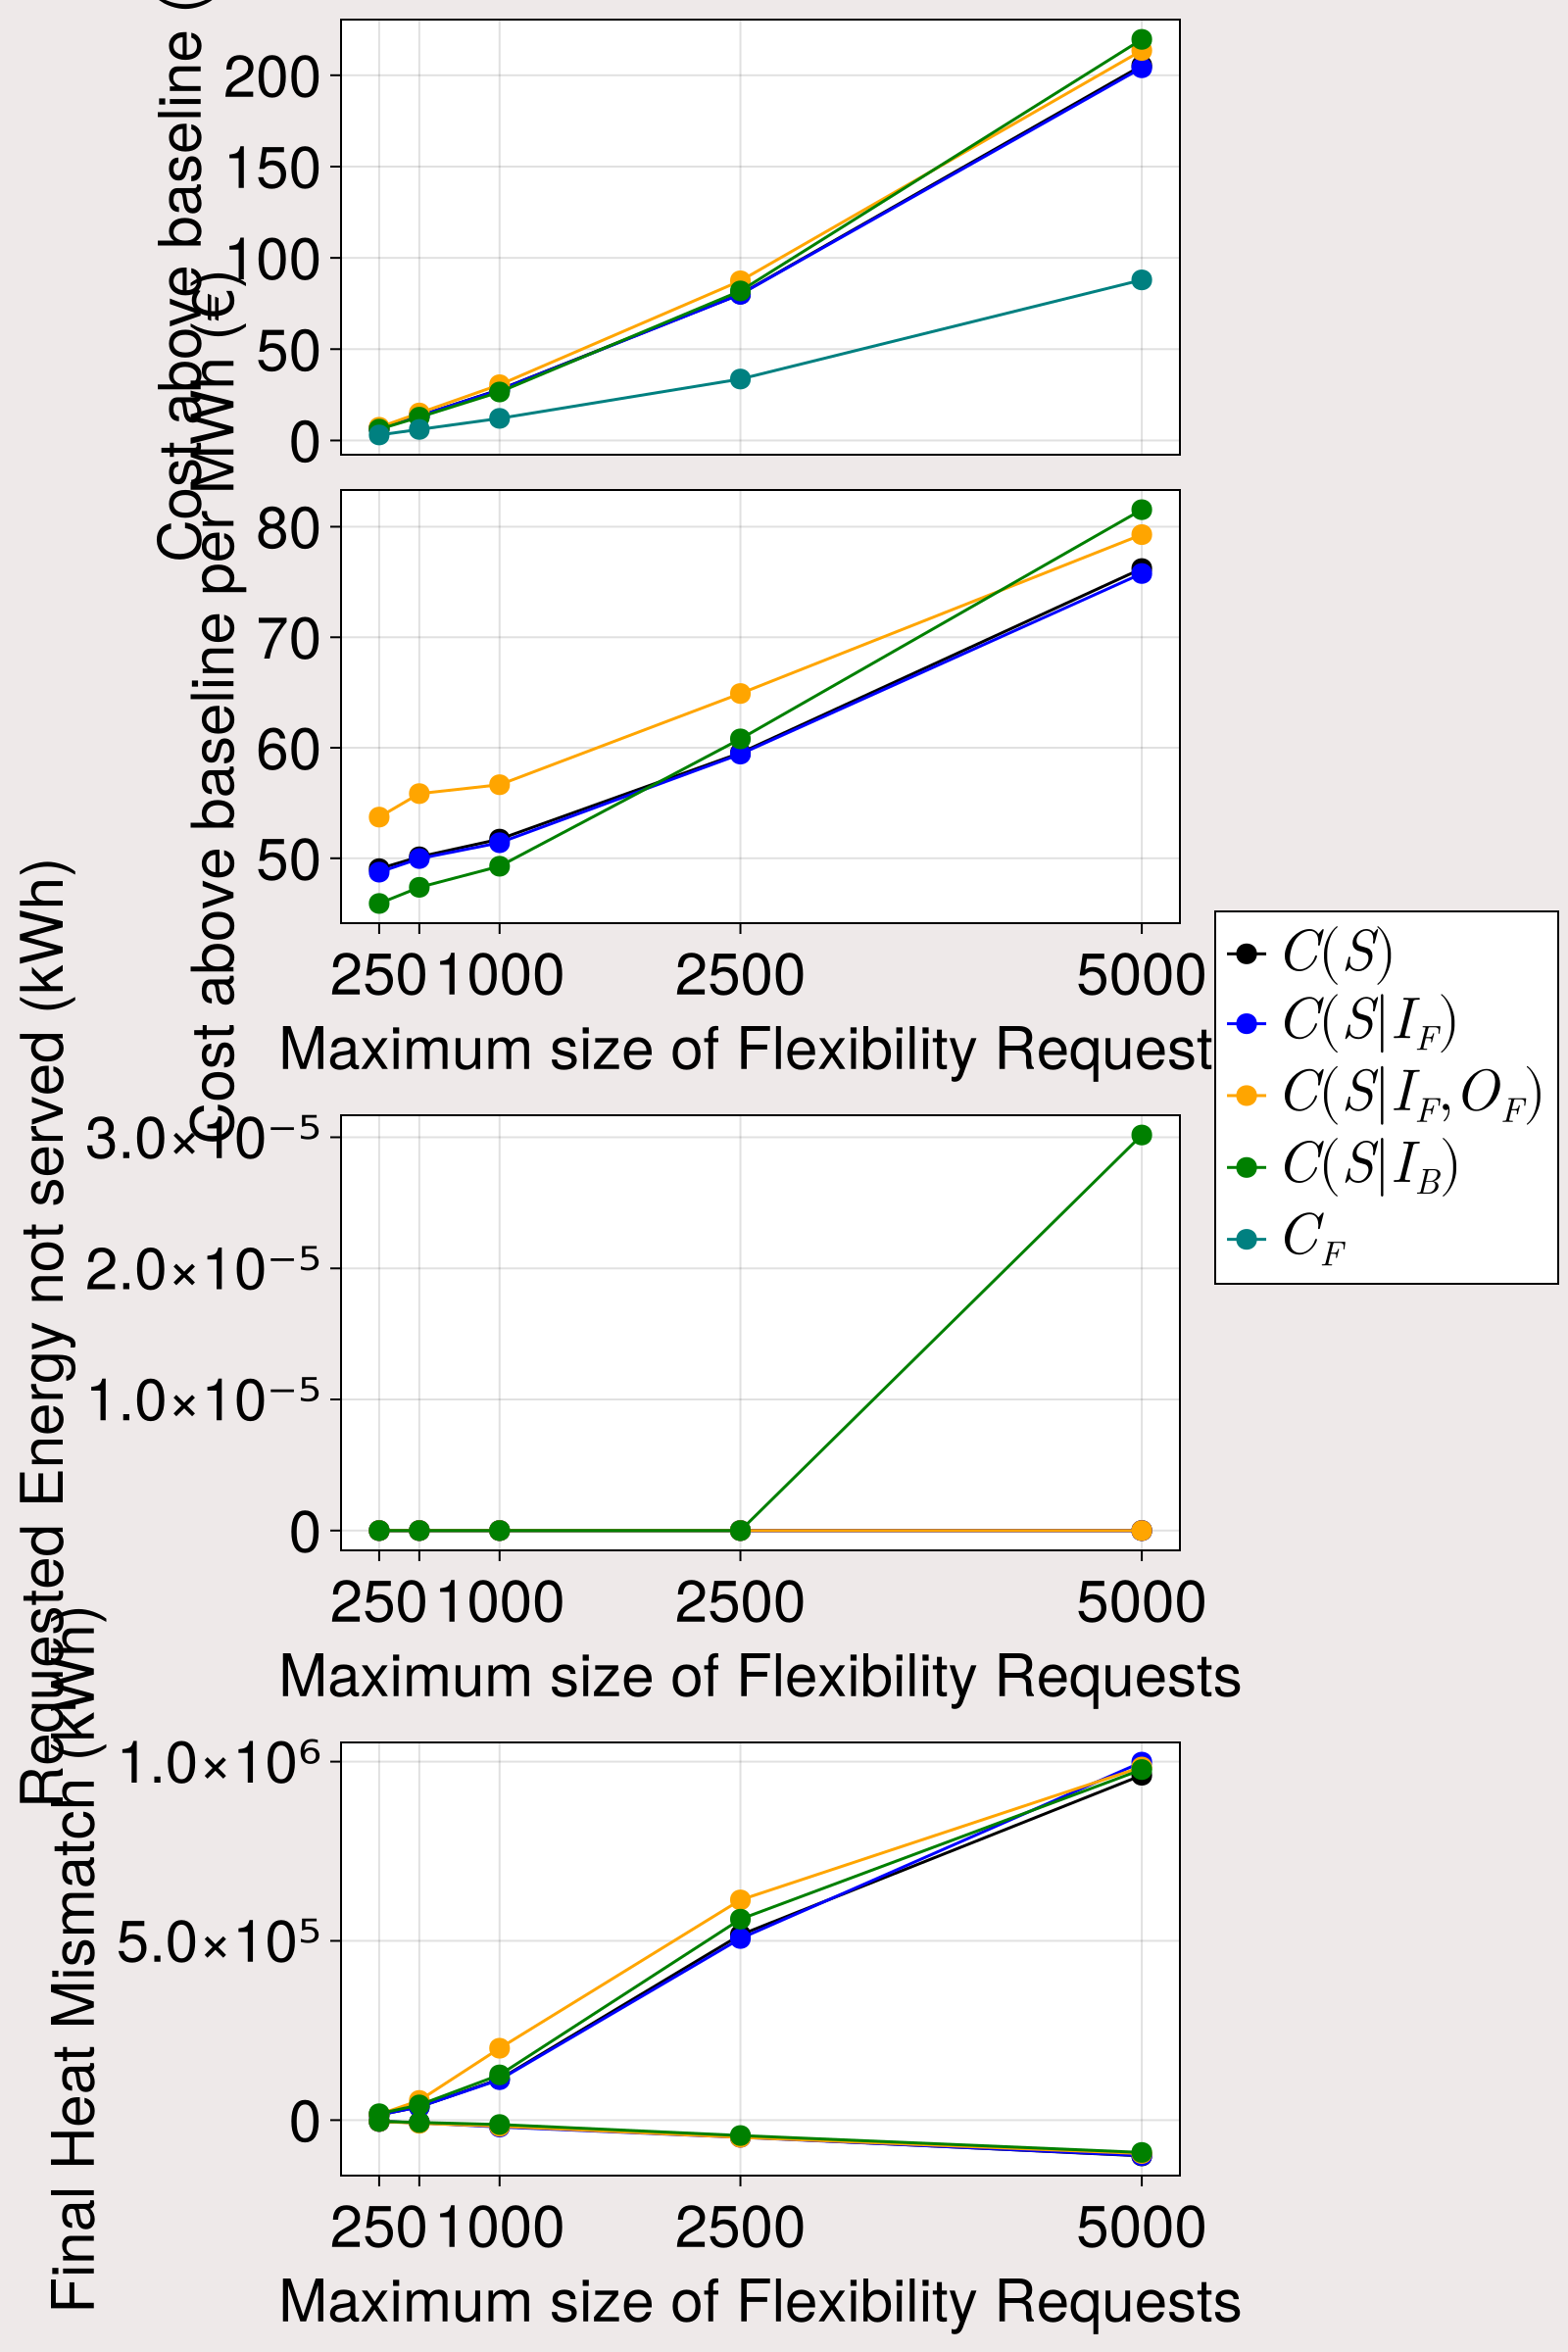 Cost above baseline (
200
150
100
50
0
Cost above baseline per MWh (€)
80
70
60
50
250 1000 2500 5000
Maximum size of Flexibility Request
C(S)
C(S|I_F)
C(S|I_F, O_F)
C(S|I_B)
C_F
Requested Energy not served (kWh)
3.0×10⁻⁵
2.0×10⁻⁵
1.0×10⁻⁵
0
250 1000 2500 5000
Maximum size of Flexibility Requests
Final Heat Mismatch (kWh)
1.0×10⁶
5.0×10⁵
0
250 1000 2500 5000
Maximum size of Flexibility Requests